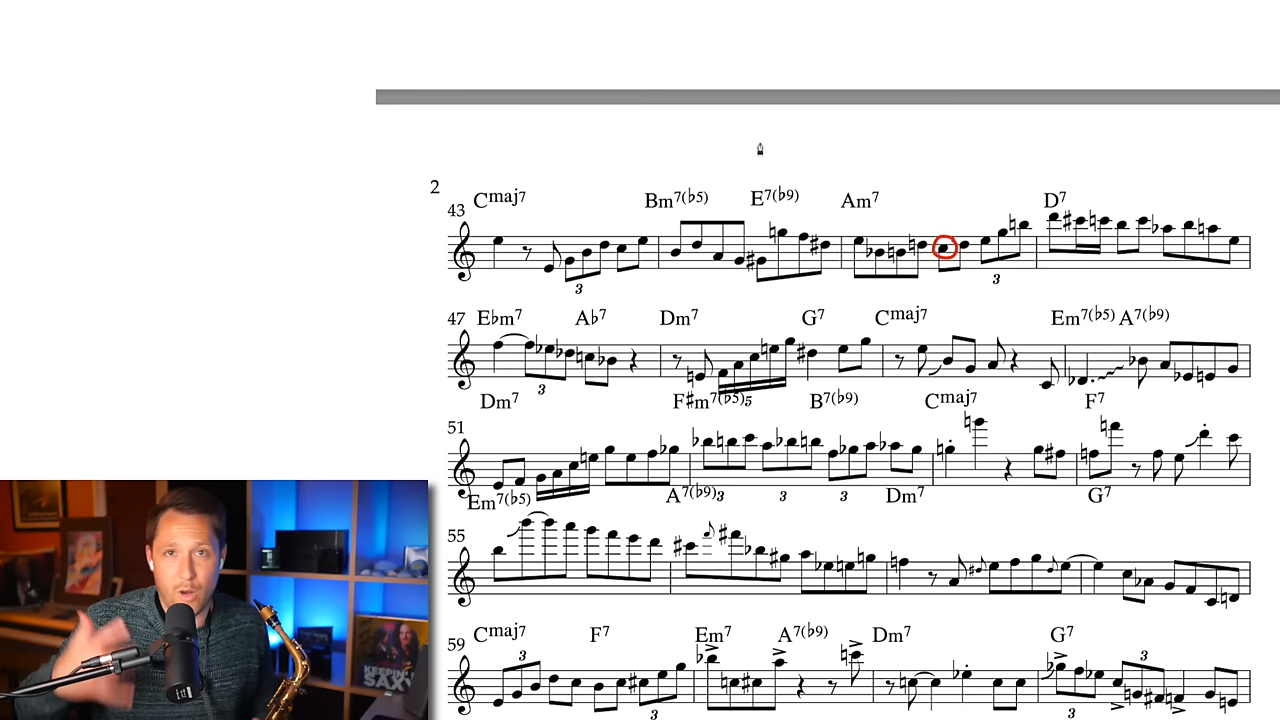 2
43 Cmaj7 Bm7(♭5) E7(♭9) Am7 D7
3 3
47 E♭m7 A♭7 Dm7 G7 Cmaj7 Em7(♭5) A7(♭9)
3 5
51 Dm7 F♯m7(♭5) B7(♭9) Cmaj7 F7
3 3 3
55 Em7(♭5) A7(♭9) Dm7 G7
59 Cmaj7 F7 Em7 A7(♭9) Dm7 G7
3 3 3 3
KEEPIN'
SAXY